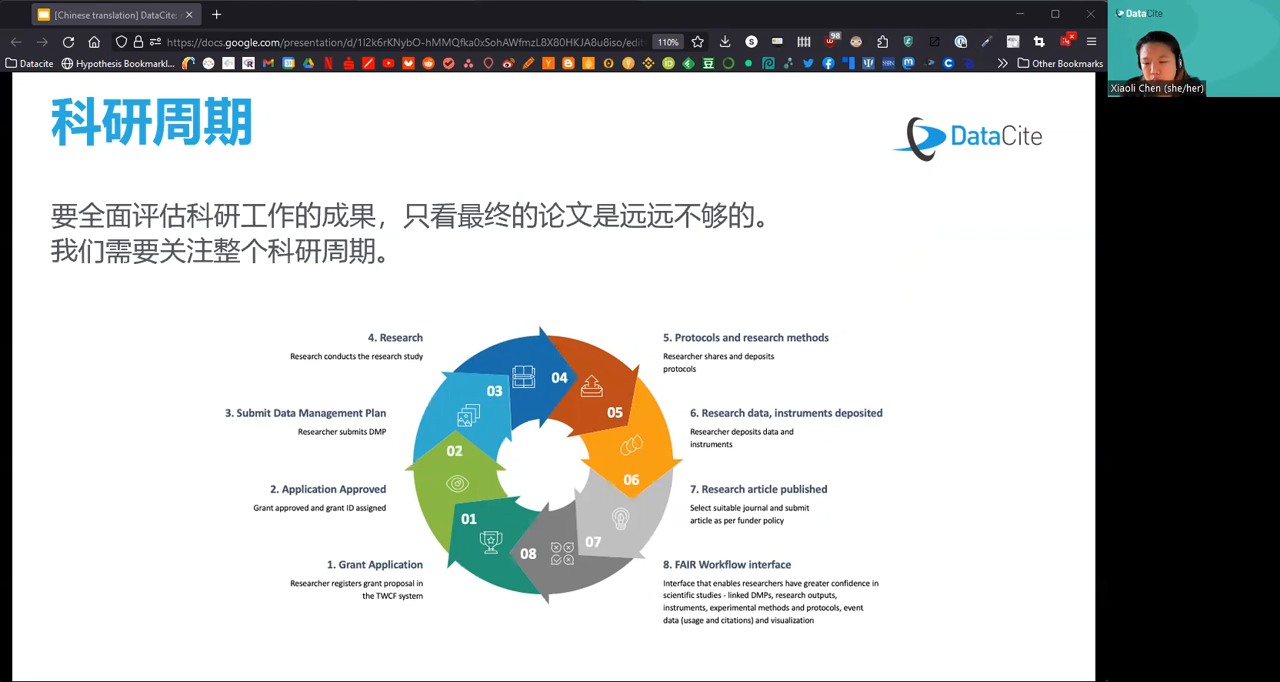 [Chinese translation] DataCite:
https://docs.google.com/presentation/d/1I2k6rKNybO-hMMQfka0xSohAWfmzL8X80HKJA8u8iso/edit
110%
98
Datacite
Hypothesis Bookmarkl...
Other Bookmarks
DataCite
Xiaoli Chen (she/her)
科研周期
DataCite
要全面评估科研工作的成果，只看最终的论文是远远不够的。
我们需要关注整个科研周期。
4. Research
Research conducts the research study
3. Submit Data Management Plan
Researcher submits DMP
2. Application Approved
Grant approved and grant ID assigned
1. Grant Application
Researcher registers grant proposal in
the TWCF system
03
04
05
02
06
01
08
07
5. Protocols and research methods
Researcher shares and deposits
protocols
6. Research data, instruments deposited
Researcher deposits data and
instruments
7. Research article published
Select suitable journal and submit
article as per funder policy
8. FAIR Workflow interface
Interface that enables researchers have greater confidence in
scientific studies - linked DMPs, research outputs,
instruments, experimental methods and protocols, event
data (usage and citations) and visualization